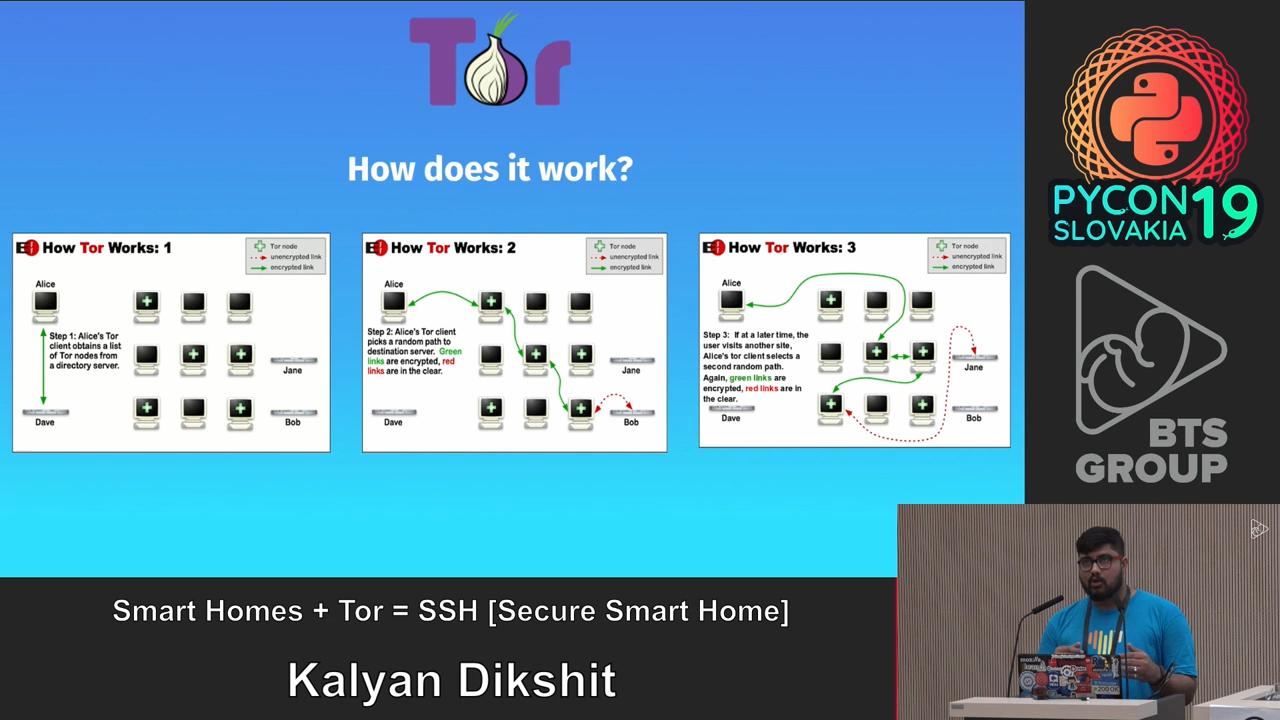 Tor
How does it work?
How Tor Works: 1
Tor node
unencrypted link
encrypted link
Alice
Step 1: Alice's Tor
client obtains a list
of Tor nodes from
a directory server.
Jane
Dave
Bob
How Tor Works: 2
Tor node
unencrypted link
encrypted link
Alice
Step 2: Alice's Tor client
picks a random path to
destination server. Green
links are encrypted, red
links are in the clear.
Jane
Dave
Bob
How Tor Works: 3
Tor node
unencrypted link
encrypted link
Alice
Step 3: If at a later time, the
user visits another site,
Alice's tor client selects a
second random path.
Again, green links are
encrypted, red links are in
the clear.
Jane
Dave
Bob
PYCON 19
SLOVAKIA
BTS
GROUP
moz://a
200 OK
Smart Homes + Tor = SSH [Secure Smart Home]
Kalyan Dikshit